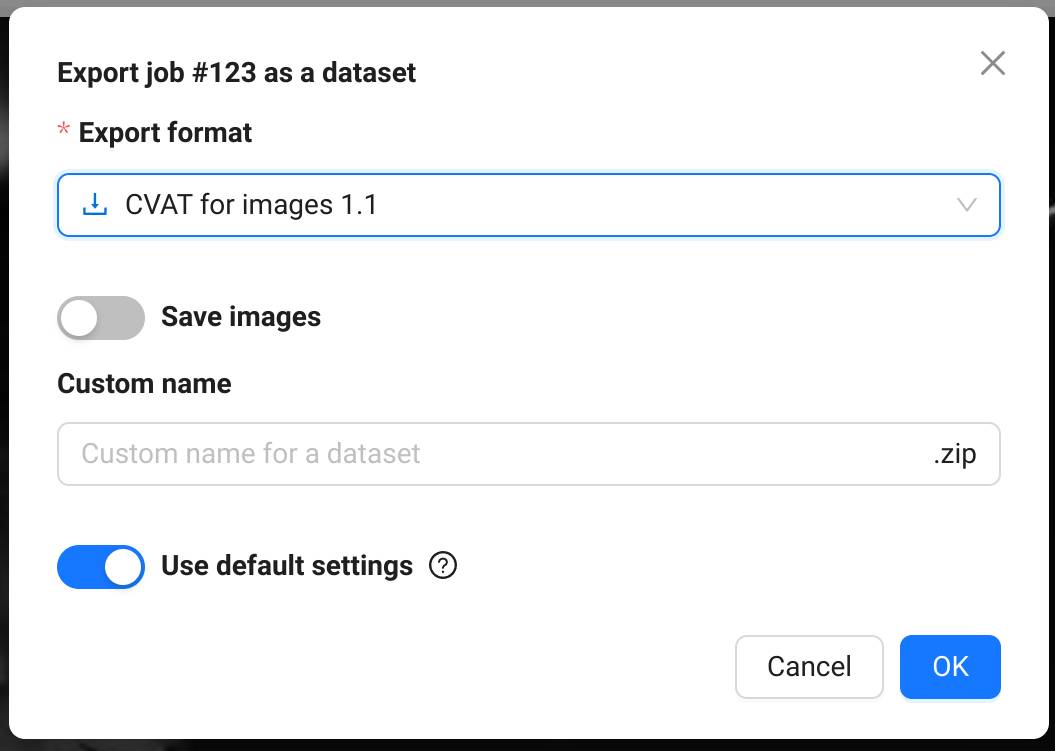 Export job #123 as a dataset
* Export format
CVAT for images 1.1
Save images
Custom name
Custom name for a dataset .zip
Use default settings ?
Cancel OK